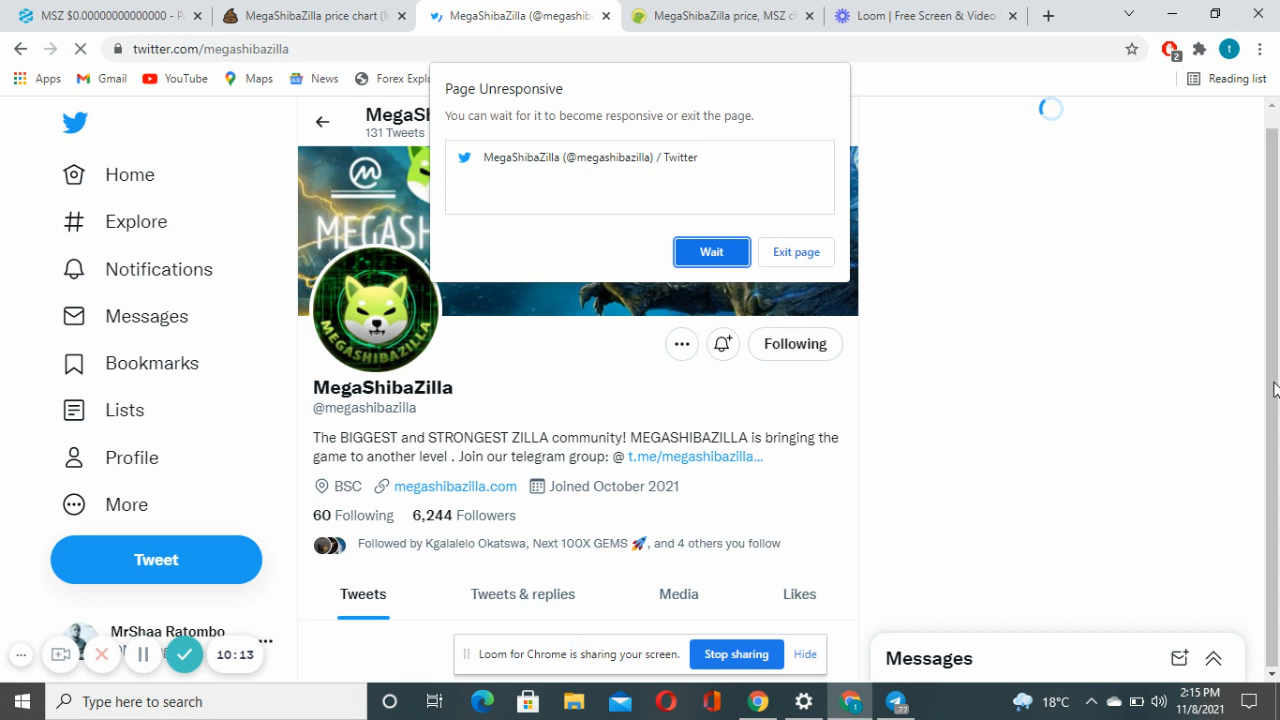 MSZ $0.0000000000000 - P
MegaShibaZilla price chart (M
MegaShibaZilla (@megashiba
MegaShibaZilla price, MSZ c
Loom | Free Screen & Video
twitter.com/megashibazilla
2
t
Apps
Gmail
YouTube
Maps
News
Forex Expl
Reading list
MegaSh
131 Tweets
Page Unresponsive
You can wait for it to become responsive or exit the page.
MegaShibaZilla (@megashibazilla) / Twitter
Wait
Exit page
MEGASH
MEGASHIBAZILLA
Home
Explore
Notifications
Messages
Bookmarks
Lists
Profile
More
Tweet
MrShaa Ratombo
10:13
Following
MegaShibaZilla
@megashibazilla
The BIGGEST and STRONGEST ZILLA community! MEGASHIBAZILLA is bringing the
game to another level . Join our telegram group: @ t.me/megashibazilla...
BSC megashibazilla.com Joined October 2021
60 Following 6,244 Followers
Followed by Kgalalelo Okatswa, Next 100X GEMS 🚀, and 4 others you follow
Tweets
Tweets & replies
Media
Likes
Loom for Chrome is sharing your screen.
Stop sharing
Hide
Messages
Type here to search
77
18°C
2:15 PM
11/8/2021